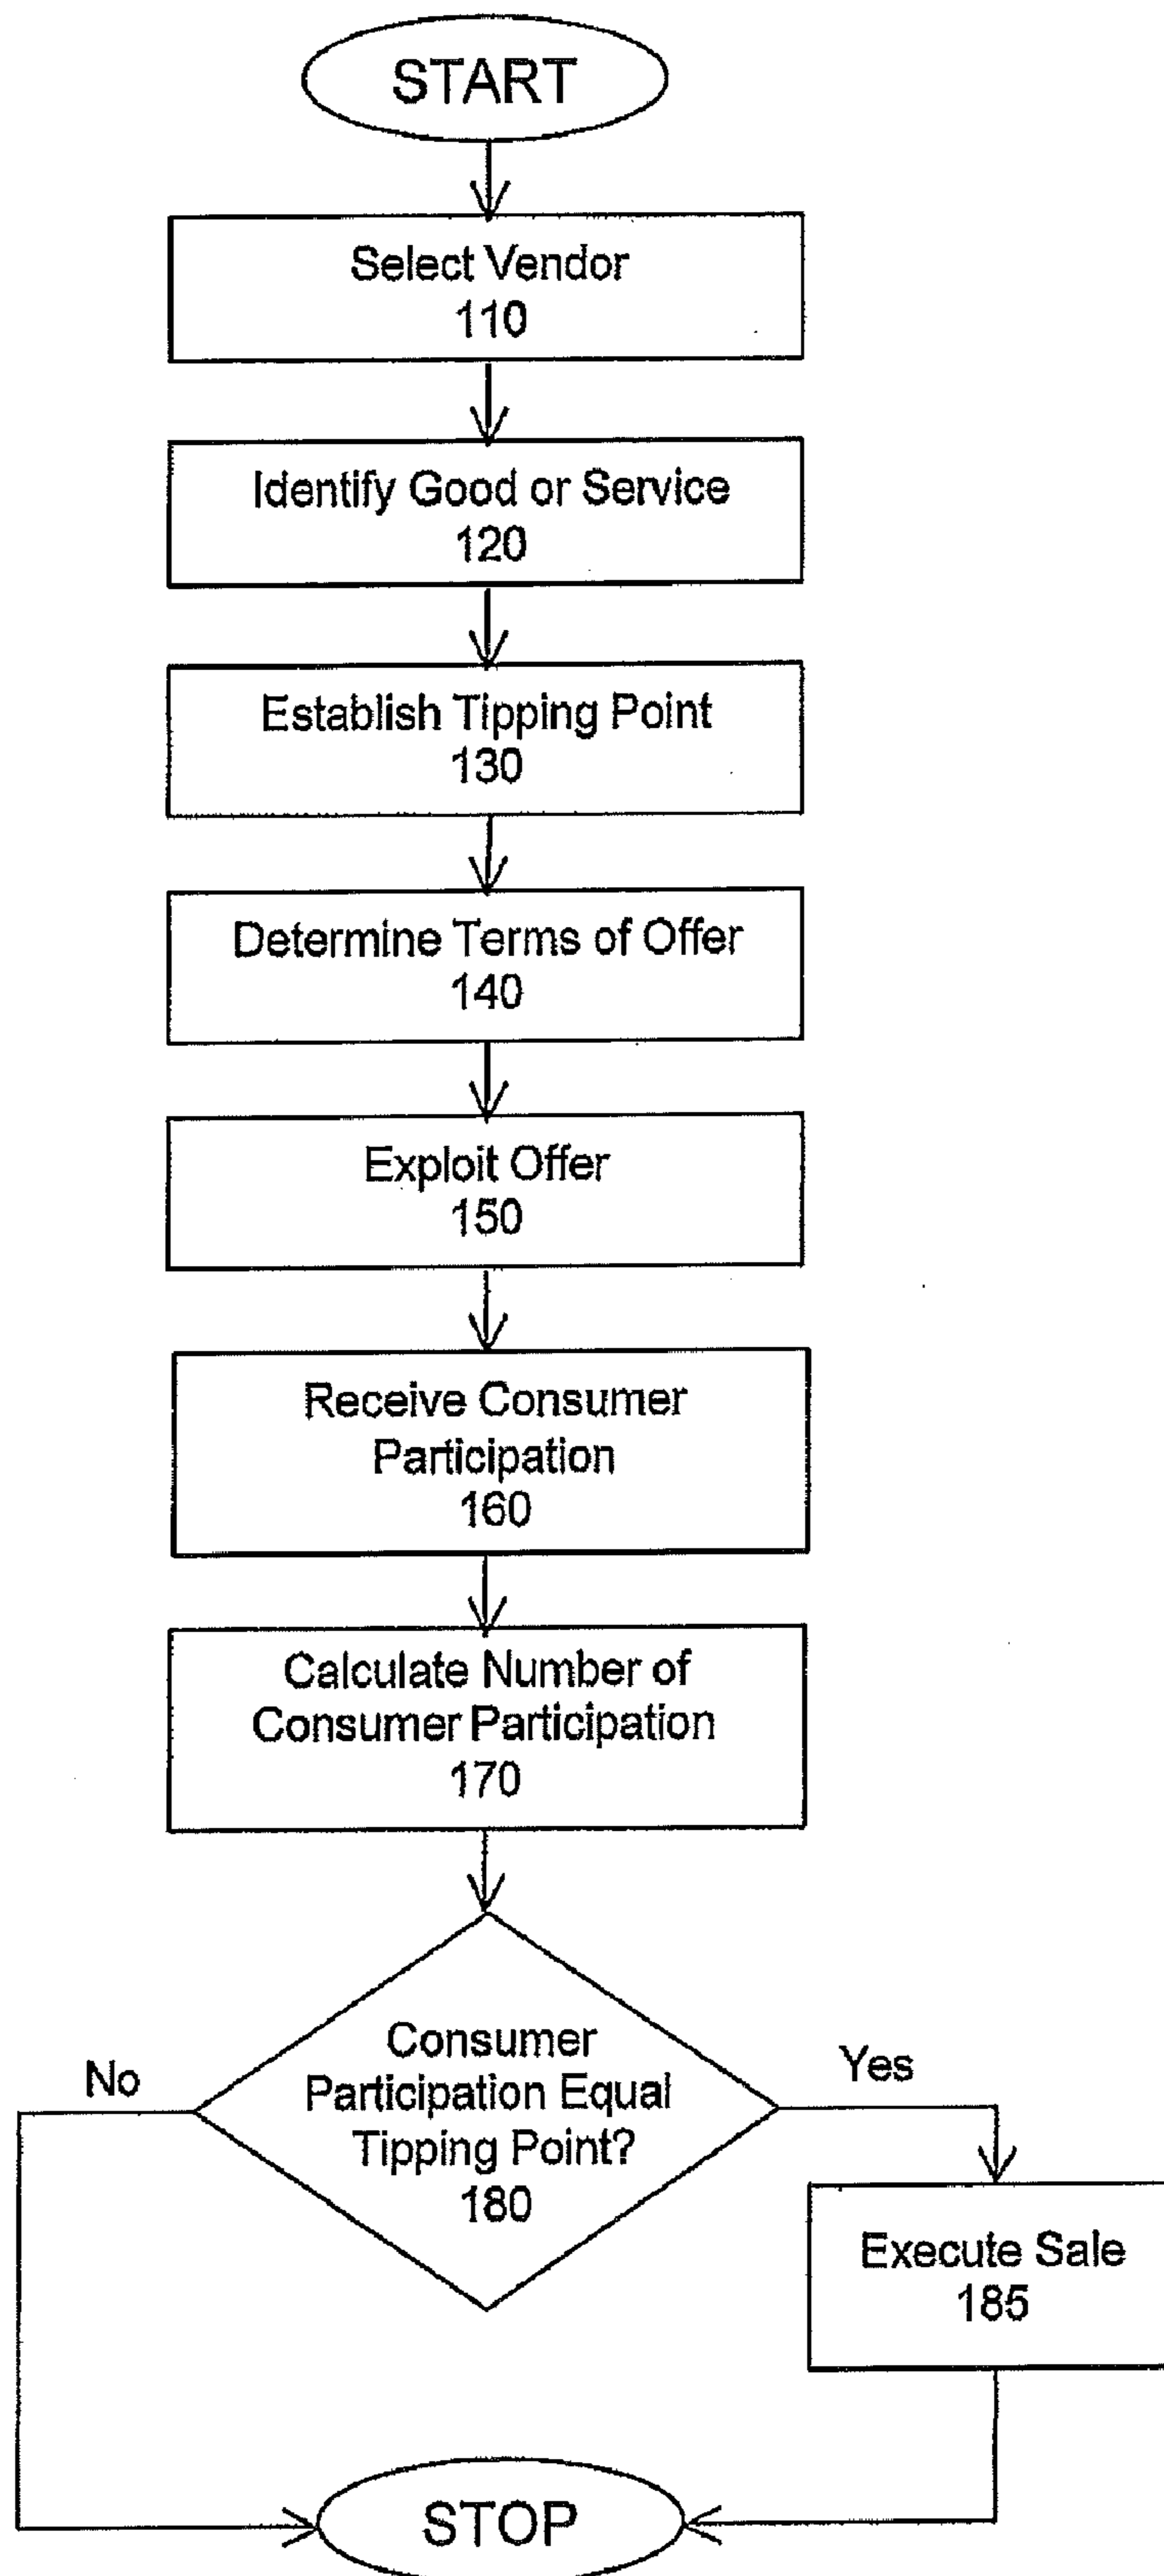 START
Select Vendor
110
Identify Good or Service
120
Establish Tipping Point
130
Determine Terms of Offer
140
Exploit Offer
150
Receive Consumer
Participation
160
Calculate Number of
Consumer Participation
170
Consumer
Participation Equal
Tipping Point?
180
No
Yes
Execute Sale
185
STOP